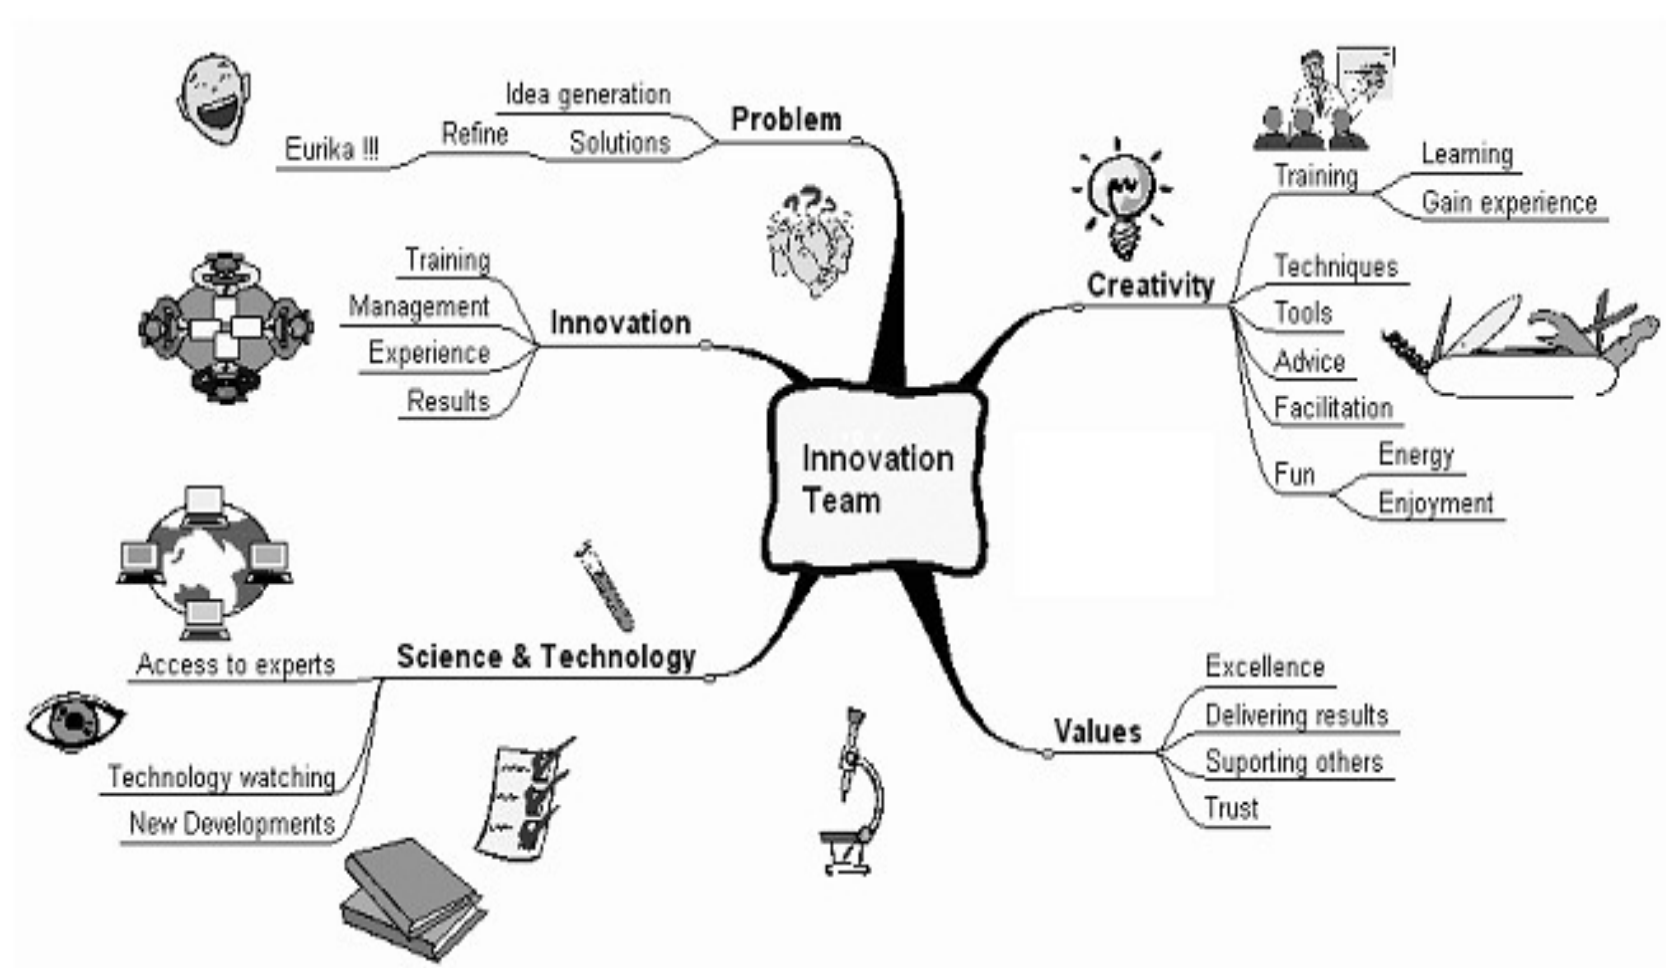 Innovation
Team
Problem
Idea generation
Solutions
Refine
Eurika !!!
Innovation
Training
Management
Experience
Results
Science & Technology
Access to experts
Technology watching
New Developments
Creativity
Training
Learning
Gain experience
Techniques
Tools
Advice
Facilitation
Fun
Energy
Enjoyment
Values
Excellence
Delivering results
Suporting others
Trust